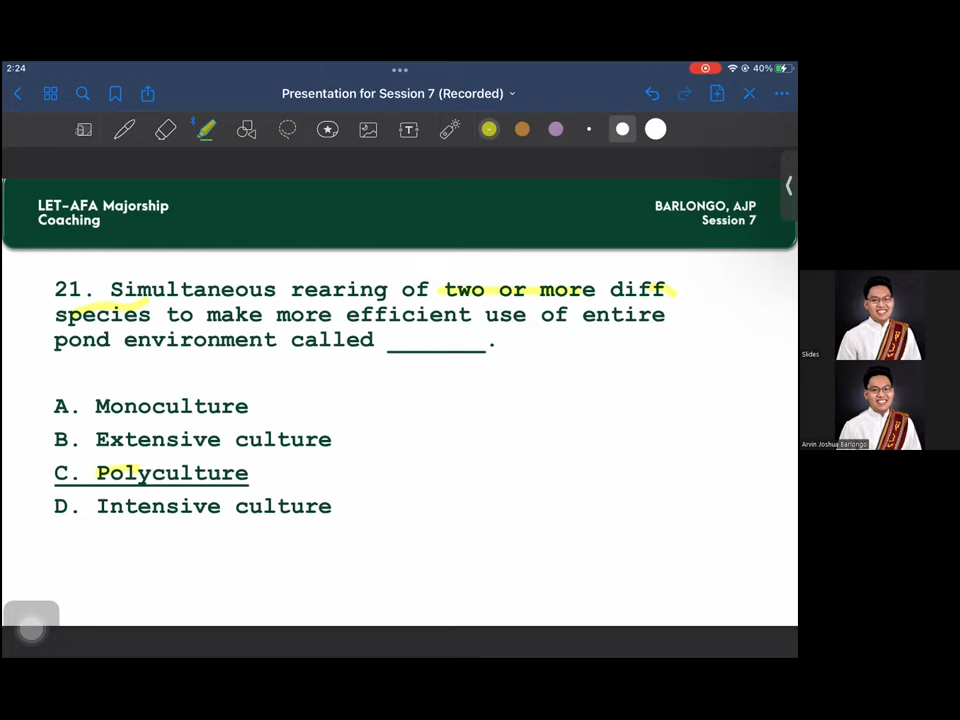 2:24
40%
Presentation for Session 7 (Recorded)
T
LET-AFA Majorship
Coaching
BARLONGO, AJP
Session 7
21. Simultaneous rearing of two or more diff
species to make more efficient use of entire
pond environment called _______.
A. Monoculture
B. Extensive culture
C. Polyculture
D. Intensive culture
Slides
Arvin Joshua Barlongo